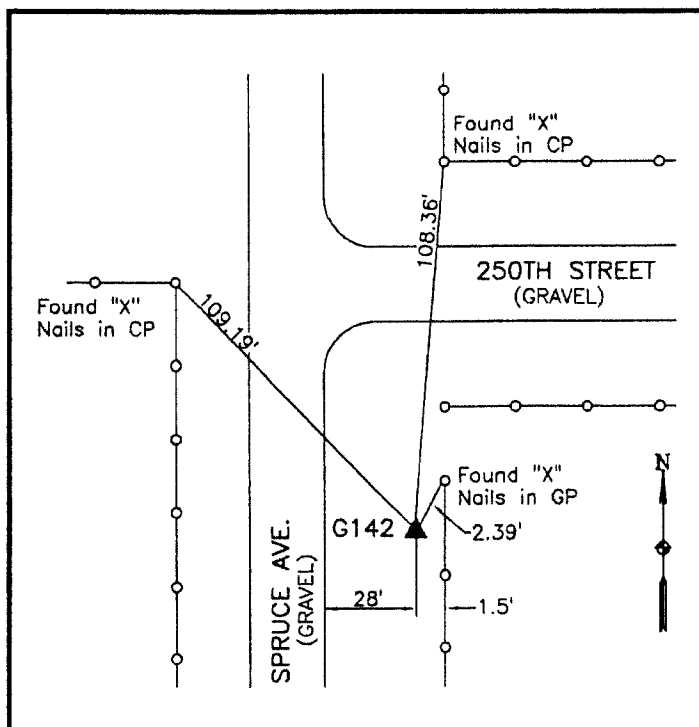 Found "X"
Nails in CP
108.36'
250TH STREET
(GRAVEL)
Found "X"
Nails in CP
109.19'
Found "X"
Nails in GP
N
G142
2.39'
SPRUCE AVE.
(GRAVEL)
28'
1.5'